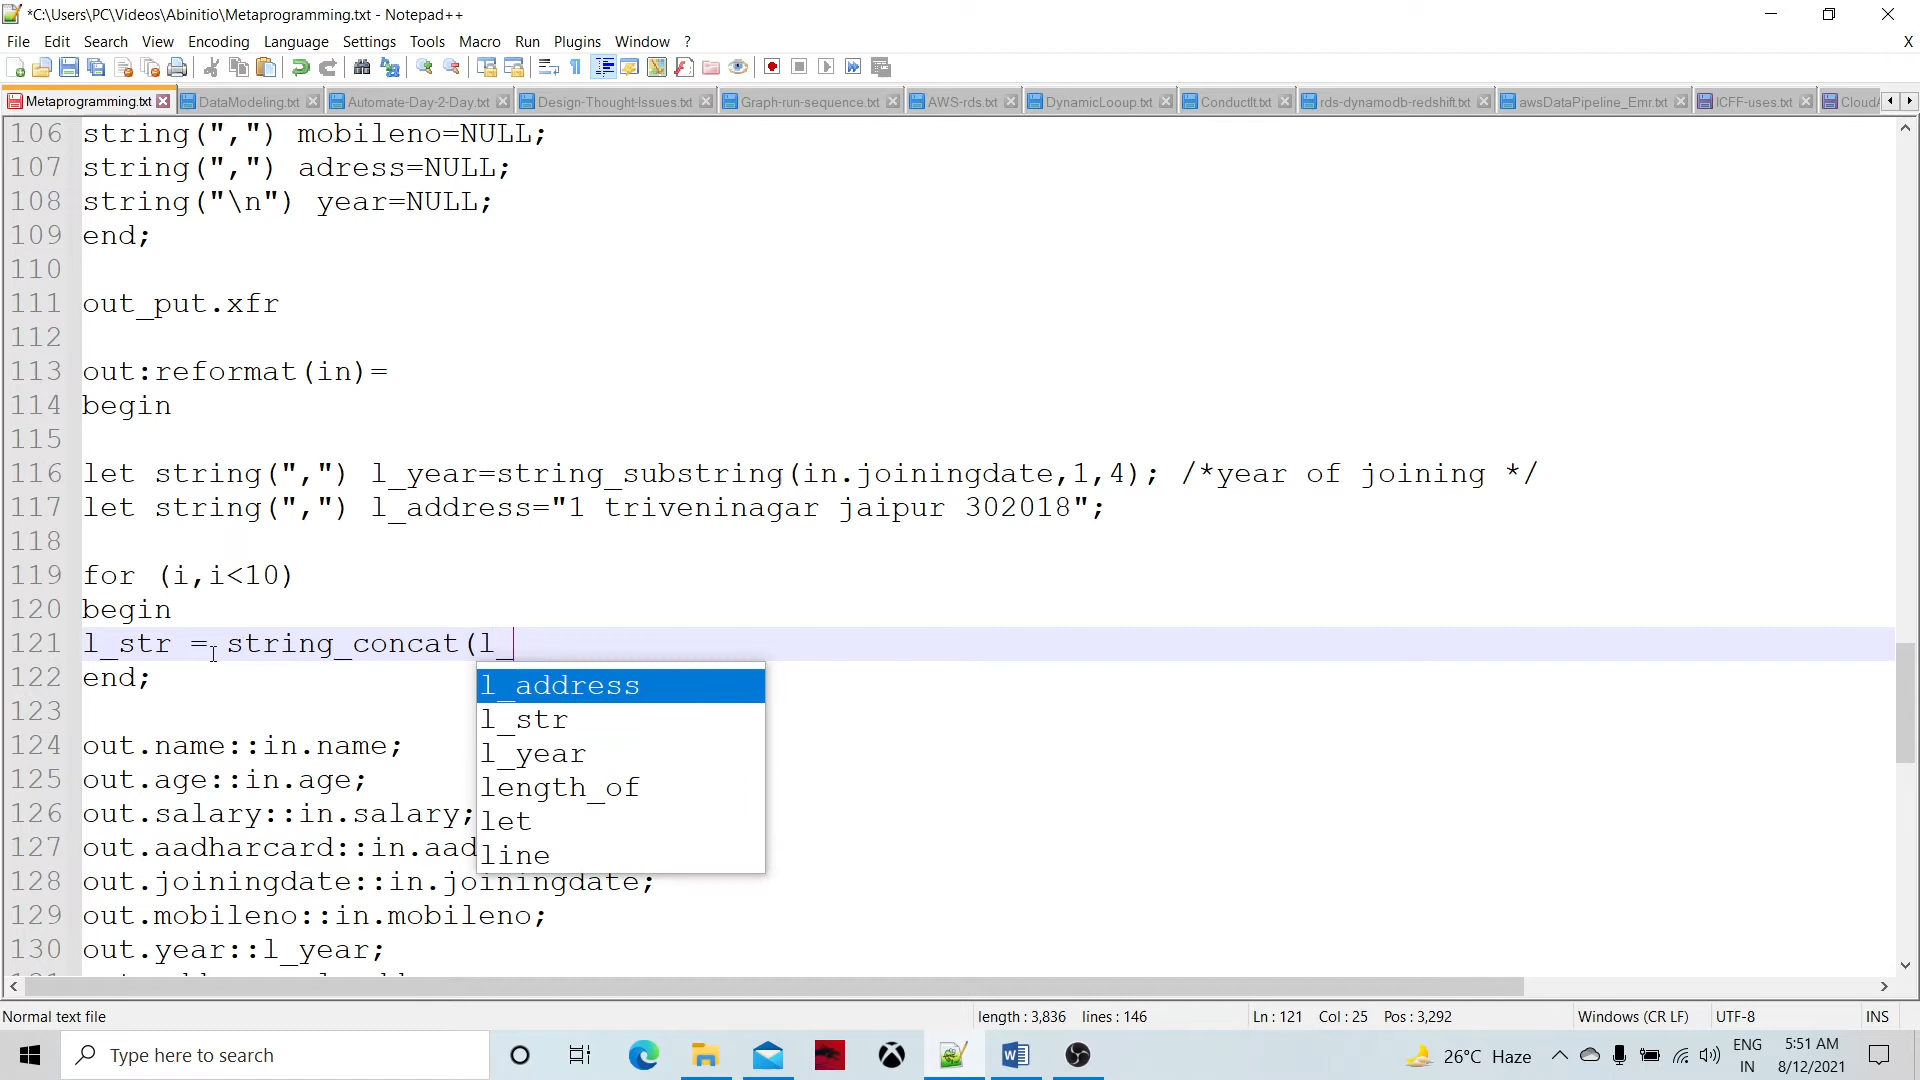 *C:\Users\PC\Videos\Abinitio\Metaprogramming.txt - Notepad++
File Edit Search View Encoding Language Settings Tools Macro Run Plugins Window ? X
Metaprogramming.txt DataModeling.txt Automate-Day-2-Day.txt Design-Thought-Issues.txt Graph-run-sequence.txt AWS-rds.txt DynamicLooup.txt ConductIt.txt rds-dynamodb-redshift.txt awsDataPipeline_Emr.txt ICFF-uses.txt
106 string(",") mobileno=NULL;
107 string(",") adress=NULL;
108 string("\n") year=NULL;
109 end;
110
111 out_put.xfr
112
113 out:reformat(in)=
114 begin
115
116 let string(",") l_year=string_substring(in.joiningdate,1,4); /*year of joining */
117 let string(",") l_address="1 triveninagar jaipur 302018";
118
119 for (i,i<10)
120 begin
121 l_str = string_concat(l_
122 end;
l_address
123
l_str
124 out.name::in.name;
l_year
125 out.age::in.age;
length_of
126 out.salary::in.salary;
let
127 out.aadharcard::in.aad
line
128 out.joiningdate::in.joiningdate;
129 out.mobileno::in.mobileno;
130 out.year::l_year;
Normal text file length : 3,836 lines : 146 Ln : 121 Col : 25 Pos : 3,292 Windows (CR LF) UTF-8 INS
Type here to search 26°C Haze ENG IN 5:51 AM 8/12/2021